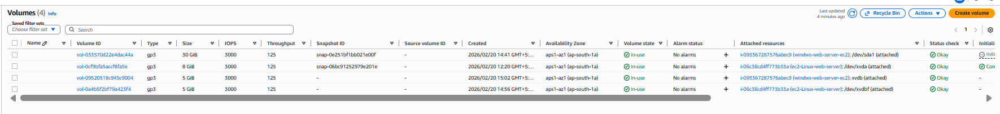 Volumes (4) Info
Last updated
4 minutes ago
Recycle Bin
Actions
Create volume
Saved filter sets
Choose filter set
Search
1
Name Volume ID Type Size IOPS Throughput Snapshot ID Source volume ID Created Availability Zone Volume state Alarm status Attached resources Status check Initiali
vol-033570d22e4dac44a gp3 30 GiB 3000 125 snap-0e251bf1bb021e00f - 2026/02/20 14:41 GMT+5:... aps1-az1 (ap-south-1a) In-use No alarms + i-093367287576abec9 (windws-web-server-ec2): /dev/sda1 (attached) Okay Initi
vol-0cf9bfa5accf8fa5e gp3 8 GiB 3000 125 snap-06bc91252979e201e - 2026/02/20 12:20 GMT+5:... aps1-az1 (ap-south-1a) In-use No alarms + i-06c38cd4ff773b33a (ec2-Linux-web-server): /dev/xvda (attached) Okay Con
vol-09520518c945c9004 gp3 5 GiB 3000 125 - - 2026/02/20 15:02 GMT+5:... aps1-az1 (ap-south-1a) In-use No alarms + i-093367287576abec9 (windws-web-server-ec2): xvdb (attached) Okay -
vol-0a4b5f2bf79a423f4 gp3 5 GiB 3000 125 - - 2026/02/20 14:56 GMT+5:... aps1-az1 (ap-south-1a) In-use No alarms + i-06c38cd4ff773b33a (ec2-Linux-web-server): /dev/xvdbf (attached) Okay -